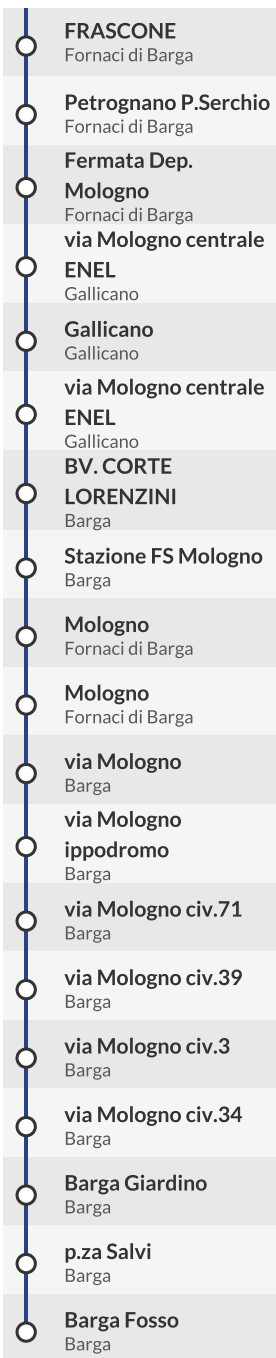 FRASCONE
Fornaci di Barga
Petrognano P.Serchio
Fornaci di Barga
Fermata Dep.
Mologno
Fornaci di Barga
via Mologno centrale
ENEL
Gallicano
Gallicano
Gallicano
via Mologno centrale
ENEL
Gallicano
BV. CORTE
LORENZINI
Barga
Stazione FS Mologno
Barga
Mologno
Fornaci di Barga
Mologno
Fornaci di Barga
via Mologno
Barga
via Mologno
ippodromo
Barga
via Mologno civ.71
Barga
via Mologno civ.39
Barga
via Mologno civ.3
Barga
via Mologno civ.34
Barga
Barga Giardino
Barga
p.za Salvi
Barga
Barga Fosso
Barga